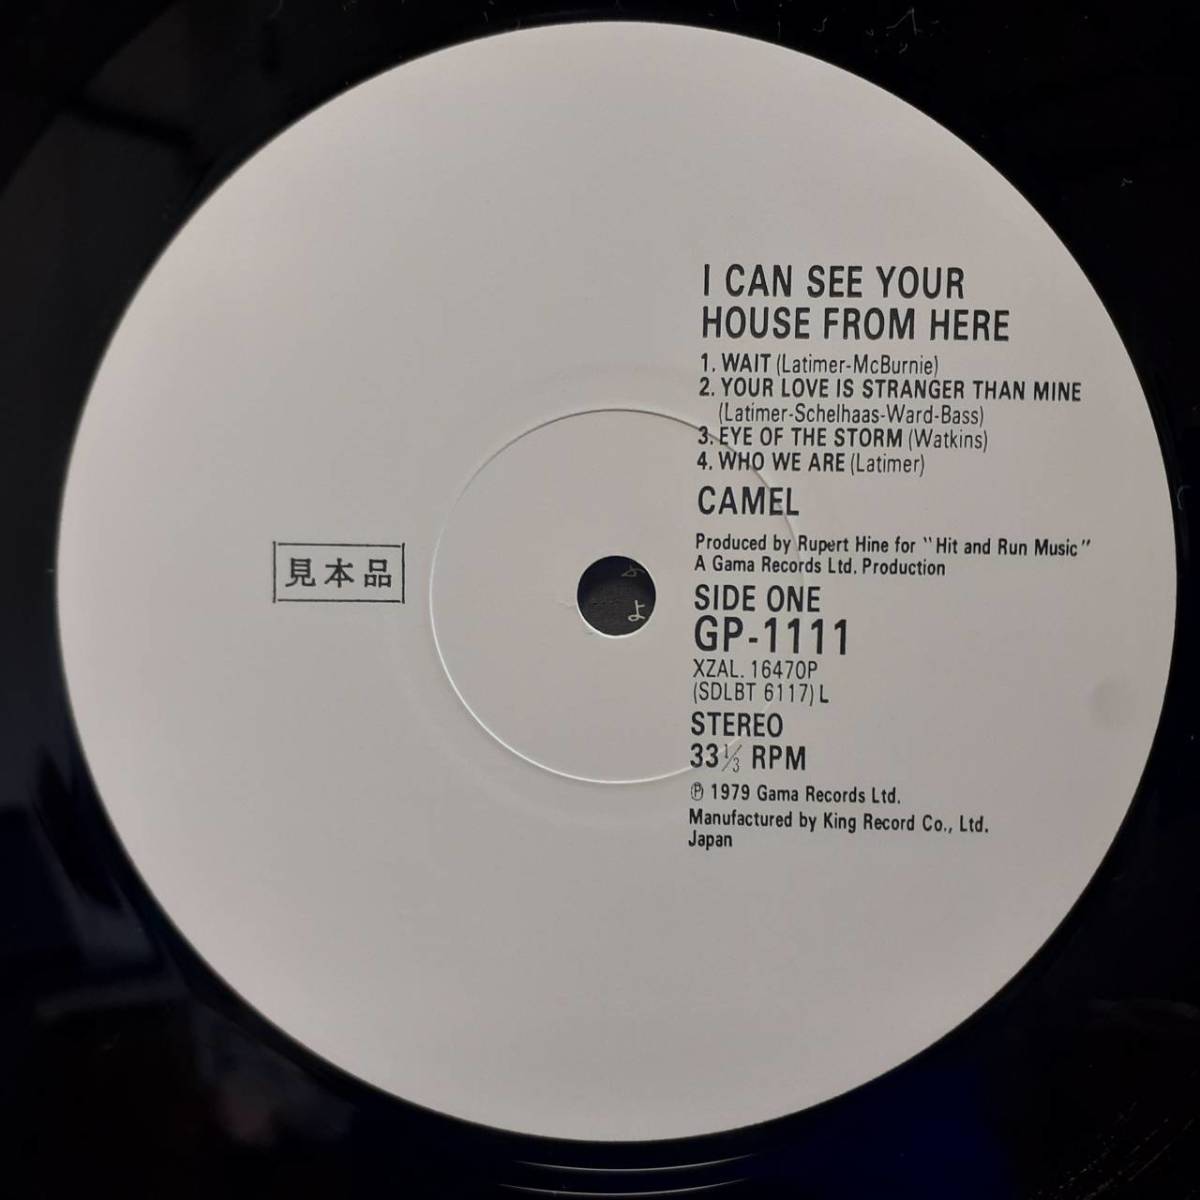 I CAN SEE YOUR
HOUSE FROM HERE
1. WAIT (Latimer-McBurnie)
2. YOUR LOVE IS STRANGER THAN MINE
(Latimer-Schelhaas-Ward-Bass)
3. EYE OF THE STORM (Watkins)
4. WHO WE ARE (Latimer)
CAMEL
Produced by Rupert Hine for "Hit and Run Music"
A Gama Records Ltd. Production
見本品
SIDE ONE
GP-1111
XZAL. 16470P
(SDLBT 6117) L
STEREO
33⅓ RPM
℗ 1979 Gama Records Ltd.
Manufactured by King Record Co., Ltd.
Japan